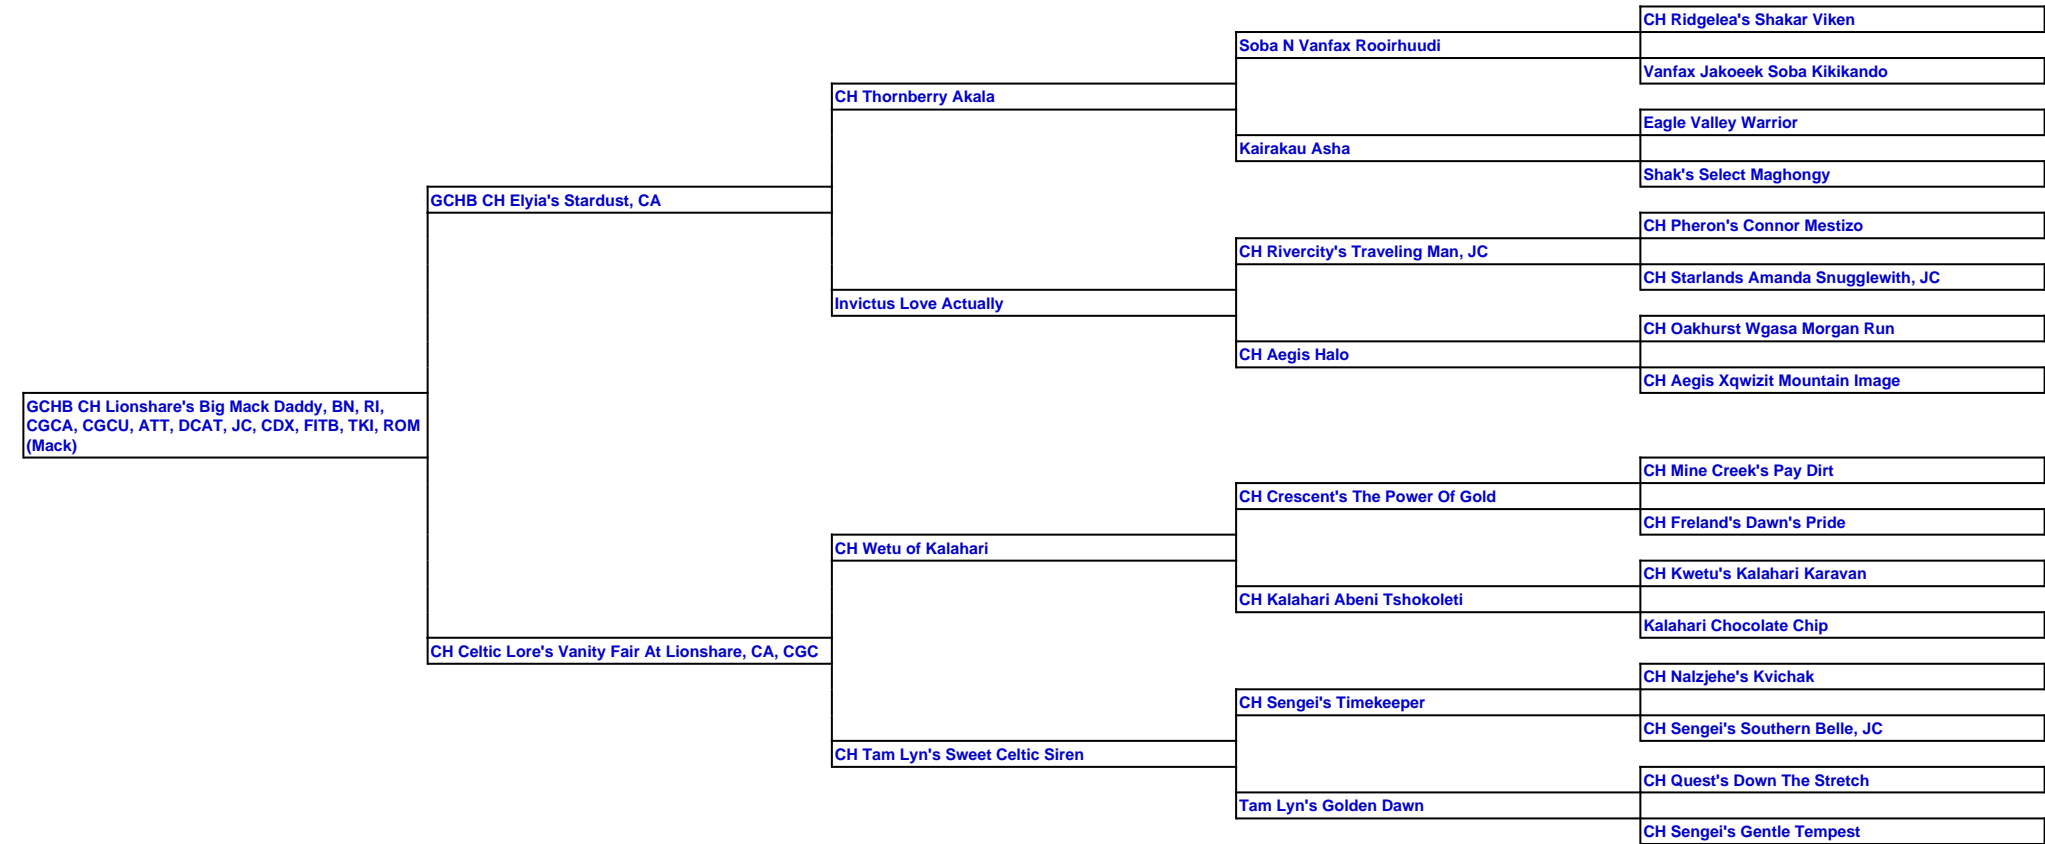 CH Ridgelea's Shakar Viken
Soba N Vanfax Rooirhuudi
Vanfax Jakoeek Soba Kikikando
CH Thornberry Akala
Eagle Valley Warrior
Kairakau Asha
Shak's Select Maghongy
GCHB CH Elyia's Stardust, CA
CH Pheron's Connor Mestizo
CH Rivercity's Traveling Man, JC
CH Starlands Amanda Snugglewith, JC
Invictus Love Actually
CH Oakhurst Wgasa Morgan Run
CH Aegis Halo
CH Aegis Xqwizit Mountain Image
GCHB CH Lionshare's Big Mack Daddy, BN, RI,
CGCA, CGCU, ATT, DCAT, JC, CDX, FITB, TKI, ROM
(Mack)
CH Mine Creek's Pay Dirt
CH Crescent's The Power Of Gold
CH Freland's Dawn's Pride
CH Wetu of Kalahari
CH Kwetu's Kalahari Karavan
CH Kalahari Abeni Tshokoleti
Kalahari Chocolate Chip
CH Celtic Lore's Vanity Fair At Lionshare, CA, CGC
CH Nalzjehe's Kvichak
CH Sengei's Timekeeper
CH Sengei's Southern Belle, JC
CH Tam Lyn's Sweet Celtic Siren
CH Quest's Down The Stretch
Tam Lyn's Golden Dawn
CH Sengei's Gentle Tempest